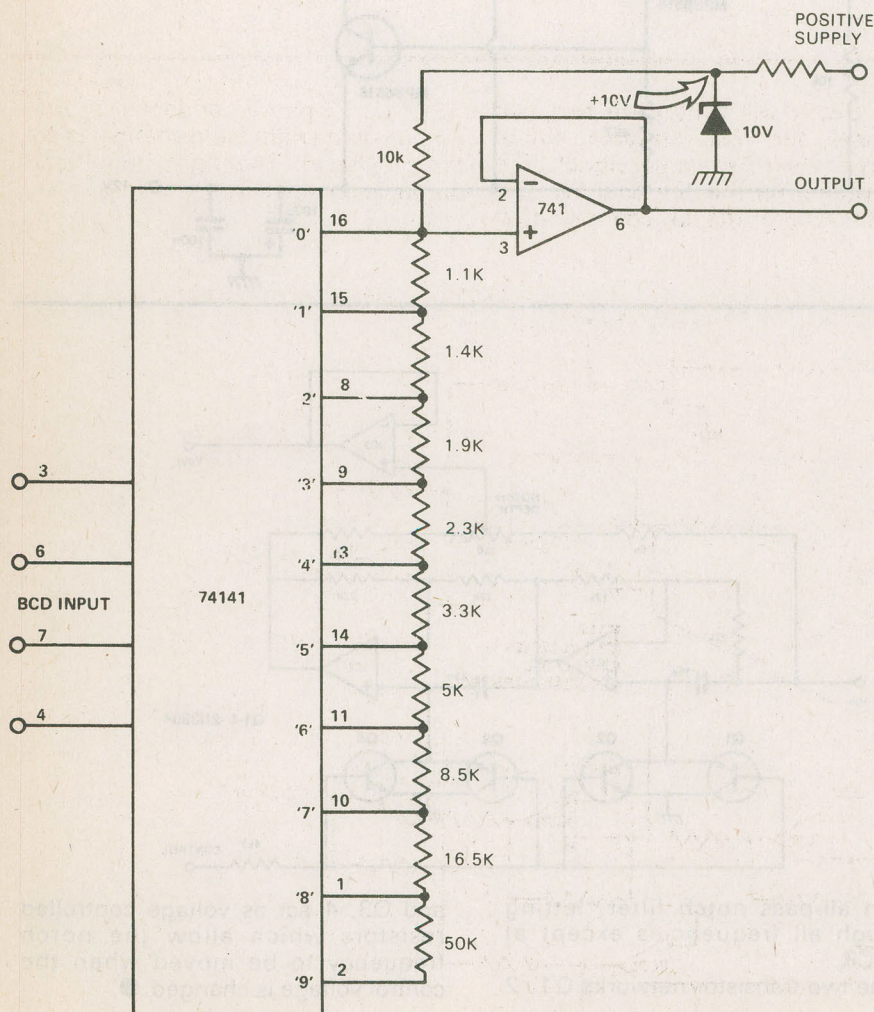 POSITIVE
SUPPLY
+10V
10V
10k
OUTPUT
2
741
6
3
'0'
16
1.1K
'1'
15
1.4K
2'
8
1.9K
'3'
9
2.3K
3
'4'
13
3.3K
6
BCD INPUT
74141
'5'
14
5K
7
'6'
11
8.5K
4
'7'
10
16.5K
'8'
1
50K
'9'
2